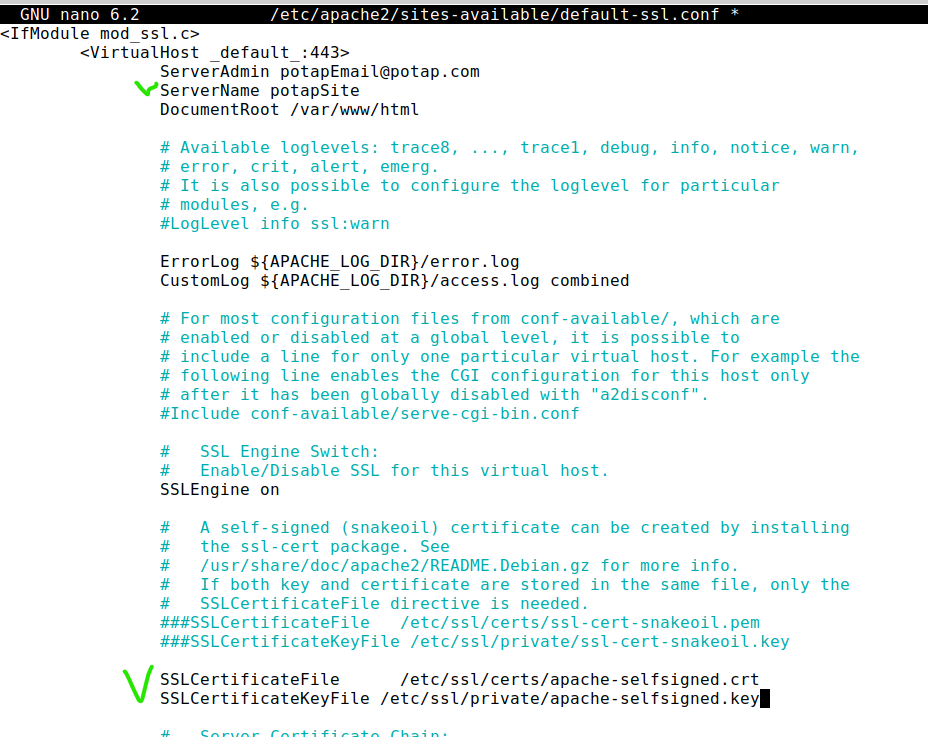 GNU nano 6.2 /etc/apache2/sites-available/default-ssl.conf *
<IfModule mod_ssl.c>
<VirtualHost _default_:443>
ServerAdmin potapEmail@potap.com
ServerName potapSite
DocumentRoot /var/www/html
# Available loglevels: trace8, ..., trace1, debug, info, notice, warn,
# error, crit, alert, emerg.
# It is also possible to configure the loglevel for particular
# modules, e.g.
#LogLevel info ssl:warn
ErrorLog ${APACHE_LOG_DIR}/error.log
CustomLog ${APACHE_LOG_DIR}/access.log combined
# For most configuration files from conf-available/, which are
# enabled or disabled at a global level, it is possible to
# include a line for only one particular virtual host. For example the
# following line enables the CGI configuration for this host only
# after it has been globally disabled with "a2disconf".
#Include conf-available/serve-cgi-bin.conf
#   SSL Engine Switch:
#   Enable/Disable SSL for this virtual host.
SSLEngine on
#   A self-signed (snakeoil) certificate can be created by installing
#   the ssl-cert package. See
#   /usr/share/doc/apache2/README.Debian.gz for more info.
#   If both key and certificate are stored in the same file, only the
#   SSLCertificateFile directive is needed.
###SSLCertificateFile   /etc/ssl/certs/ssl-cert-snakeoil.pem
###SSLCertificateKeyFile /etc/ssl/private/ssl-cert-snakeoil.key
SSLCertificateFile      /etc/ssl/certs/apache-selfsigned.crt
SSLCertificateKeyFile /etc/ssl/private/apache-selfsigned.key
#   Server Certificate Chain: